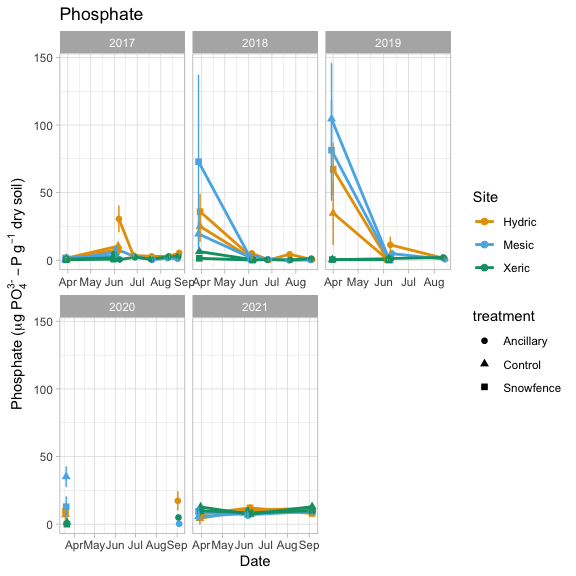 Phosphate
2017 2018 2019
150
100
50
0
Apr May Jun Jul Aug Sep Apr May Jun Jul Aug Apr May Jun Jul Aug
2020 2021
150
100
50
0
Apr May Jun Jul Aug Sep Apr May Jun Jul Aug Sep
Date
Phosphate (μg PO₄³⁻ − P g⁻¹ dry soil)
Site
Hydric
Mesic
Xeric
treatment
Ancillary
Control
Snowfence